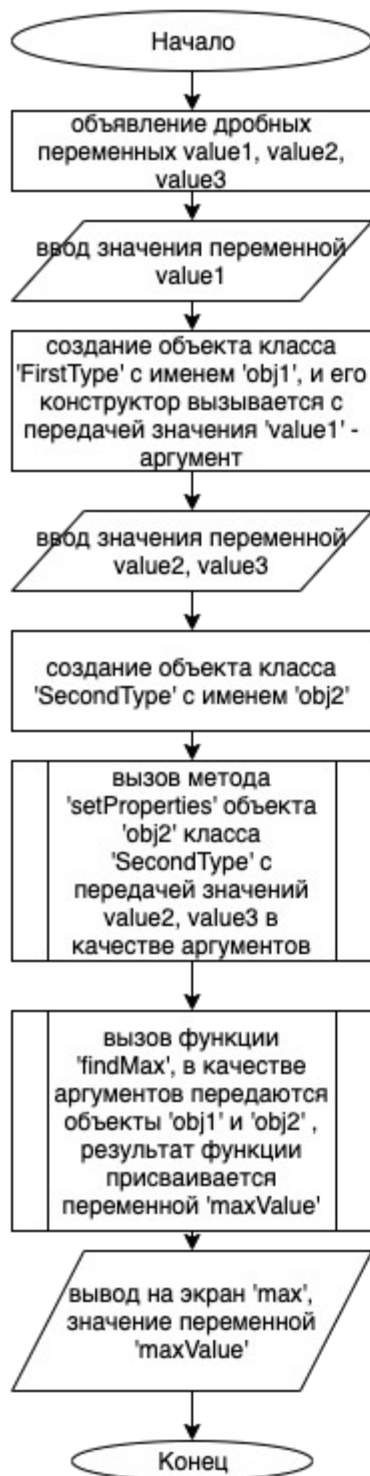 Начало
объявление дробных
переменных value1, value2,
value3
ввод значения переменной
value1
создание объекта класса
'FirstType' с именем 'obj1', и его
конструктор вызывается с
передачей значения 'value1' -
аргумент
ввод значения переменной
value2, value3
создание объекта класса
'SecondType' с именем 'obj2'
вызов метода
'setProperties' объекта
'obj2' класса
'SecondType' с
передачей значений
value2, value3 в
качестве аргументов
вызов функции
'findMax', в качестве
аргументов передаются
объекты 'obj1' и 'obj2' ,
результат функции
присваивается
переменной 'maxValue'
вывод на экран 'max',
значение переменной
'maxValue'
Конец